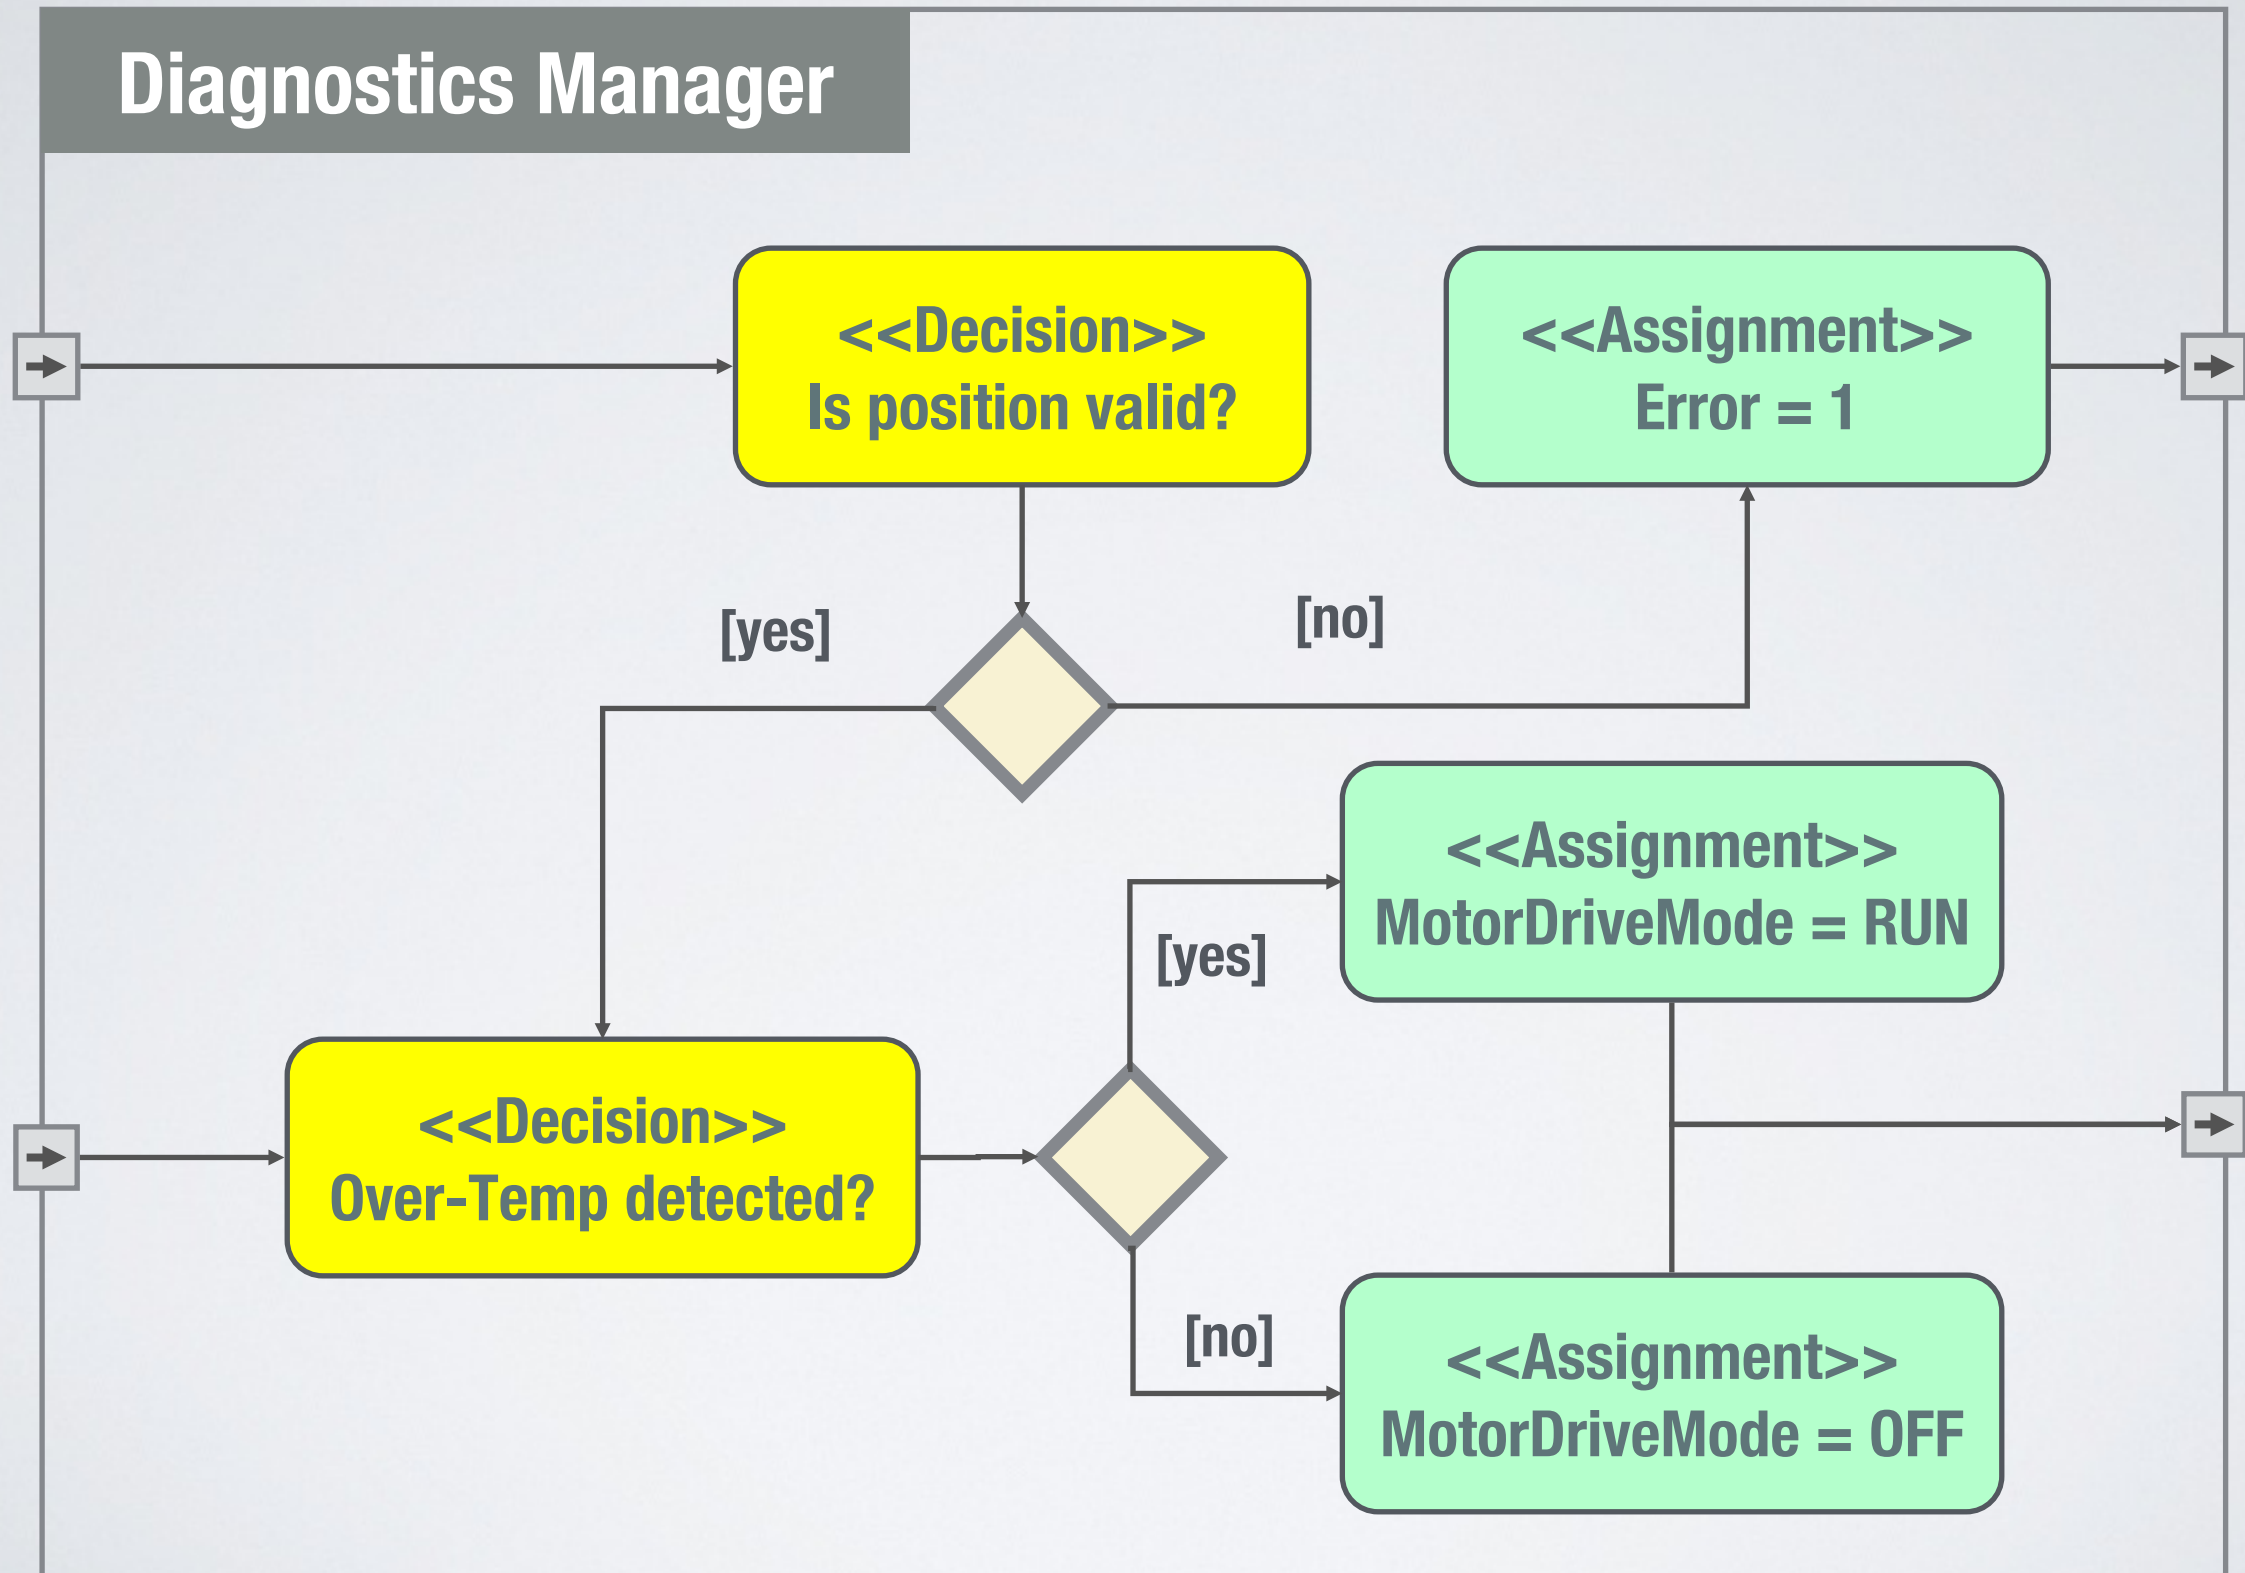 Diagnostics Manager
<<Decision>>
Is position valid?
<<Assignment>>
Error = 1
[yes]
[no]
<<Assignment>>
MotorDriveMode = RUN
[yes]
<<Decision>>
Over-Temp detected?
[no]
<<Assignment>>
MotorDriveMode = OFF